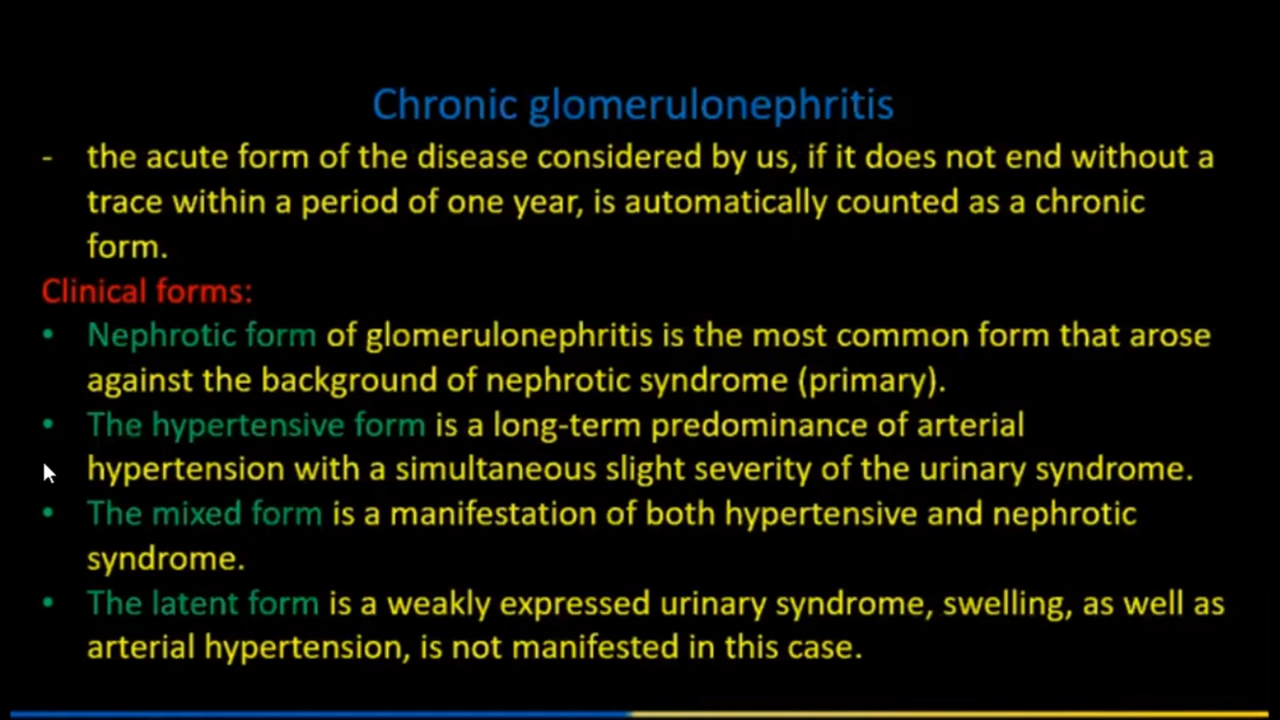 Chronic glomerulonephritis
- the acute form of the disease considered by us, if it does not end without a
trace within a period of one year, is automatically counted as a chronic
form.
Clinical forms:
• Nephrotic form of glomerulonephritis is the most common form that arose
against the background of nephrotic syndrome (primary).
• The hypertensive form is a long-term predominance of arterial
hypertension with a simultaneous slight severity of the urinary syndrome.
• The mixed form is a manifestation of both hypertensive and nephrotic
syndrome.
• The latent form is a weakly expressed urinary syndrome, swelling, as well as
arterial hypertension, is not manifested in this case.